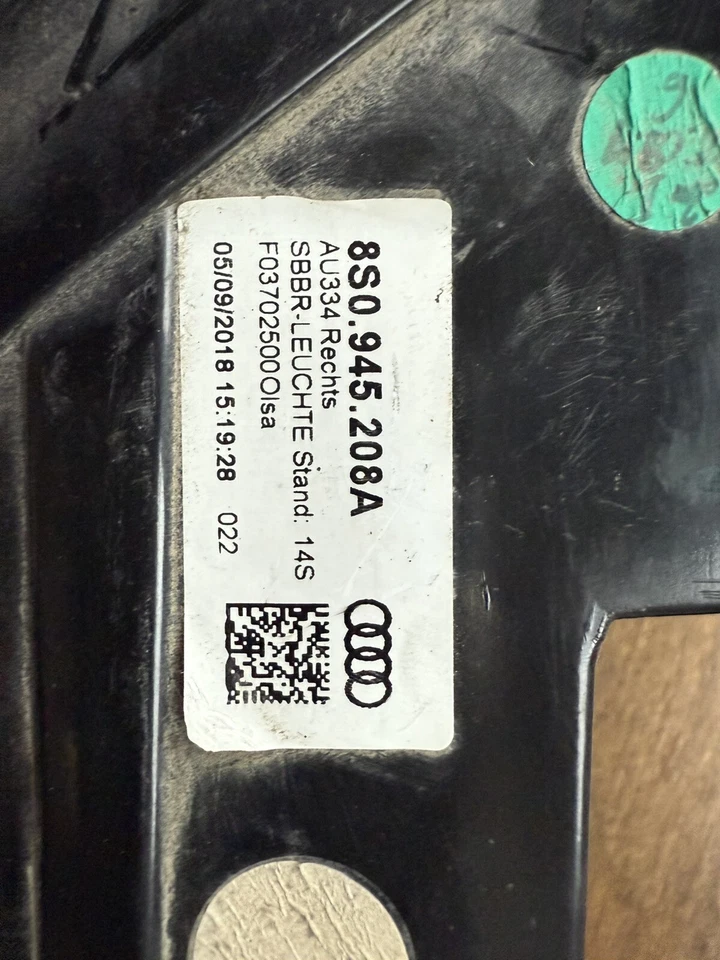 8S0.945.208A
AU334 Rechts
SBBR-LEUCHTE Stand: 14S
F03702500Olsa
05/09/2018 15:19:28 022